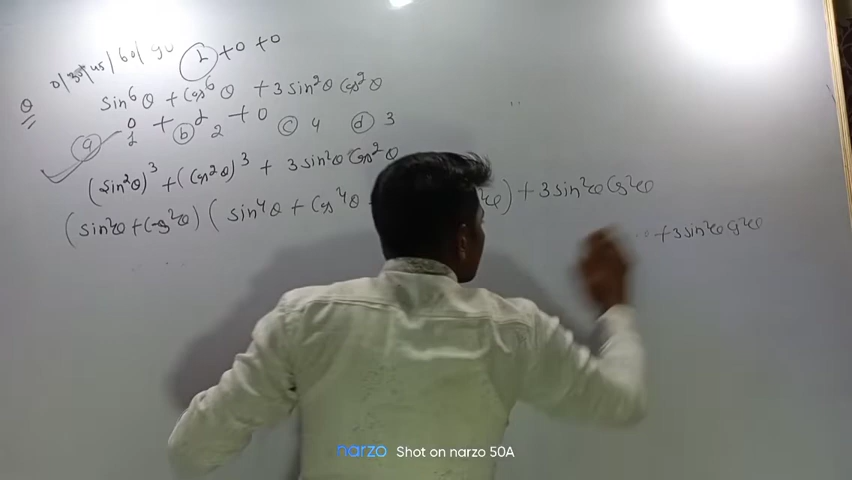 0/30/45/60/90 1 +0 +0
Q sin⁶θ + cos⁶θ + 3 sin²θ cos²θ
0 + 1 + 0
a 1 b 2 c 4 d 3
(sin²θ)³ + (cos²θ)³ + 3 sin²θ cos²θ
(sin²θ + cos²θ) ( sin⁴θ + cos⁴θ ) + 3 sin²θ cos²θ
+3 sin²θ cos²θ
narzo Shot on narzo 50A